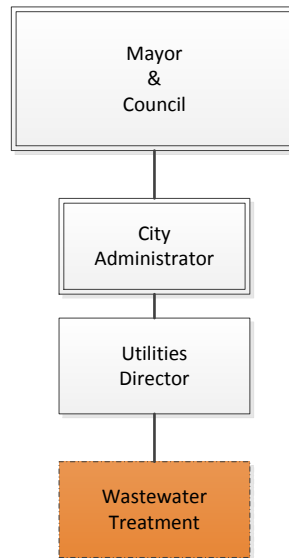 Mayor
&
Council
City
Administrator
Utilities
Director
Wastewater
Treatment